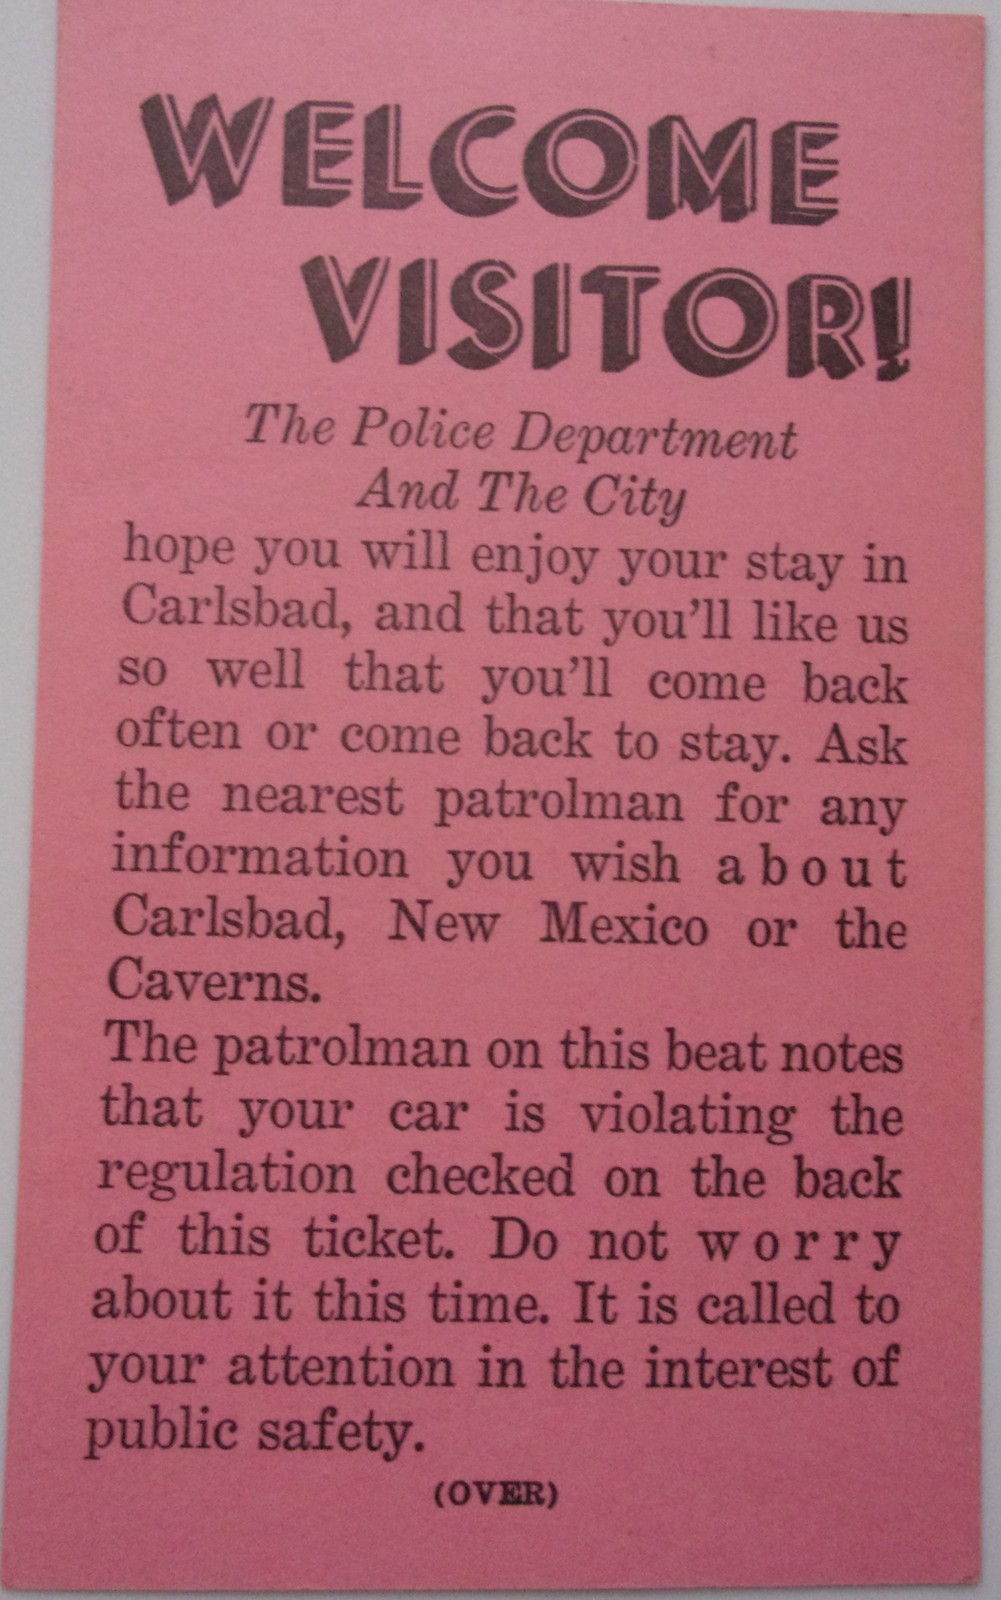 WELCOME
VISITOR!
The Police Department
And The City
hope you will enjoy your stay in
Carlsbad, and that you'll like us
so well that you'll come back
often or come back to stay. Ask
the nearest patrolman for any
information you wish about
Carlsbad, New Mexico or the
Caverns.
The patrolman on this beat notes
that your car is violating the
regulation checked on the back
of this ticket. Do not worry
about it this time. It is called to
your attention in the interest of
public safety.
(OVER)